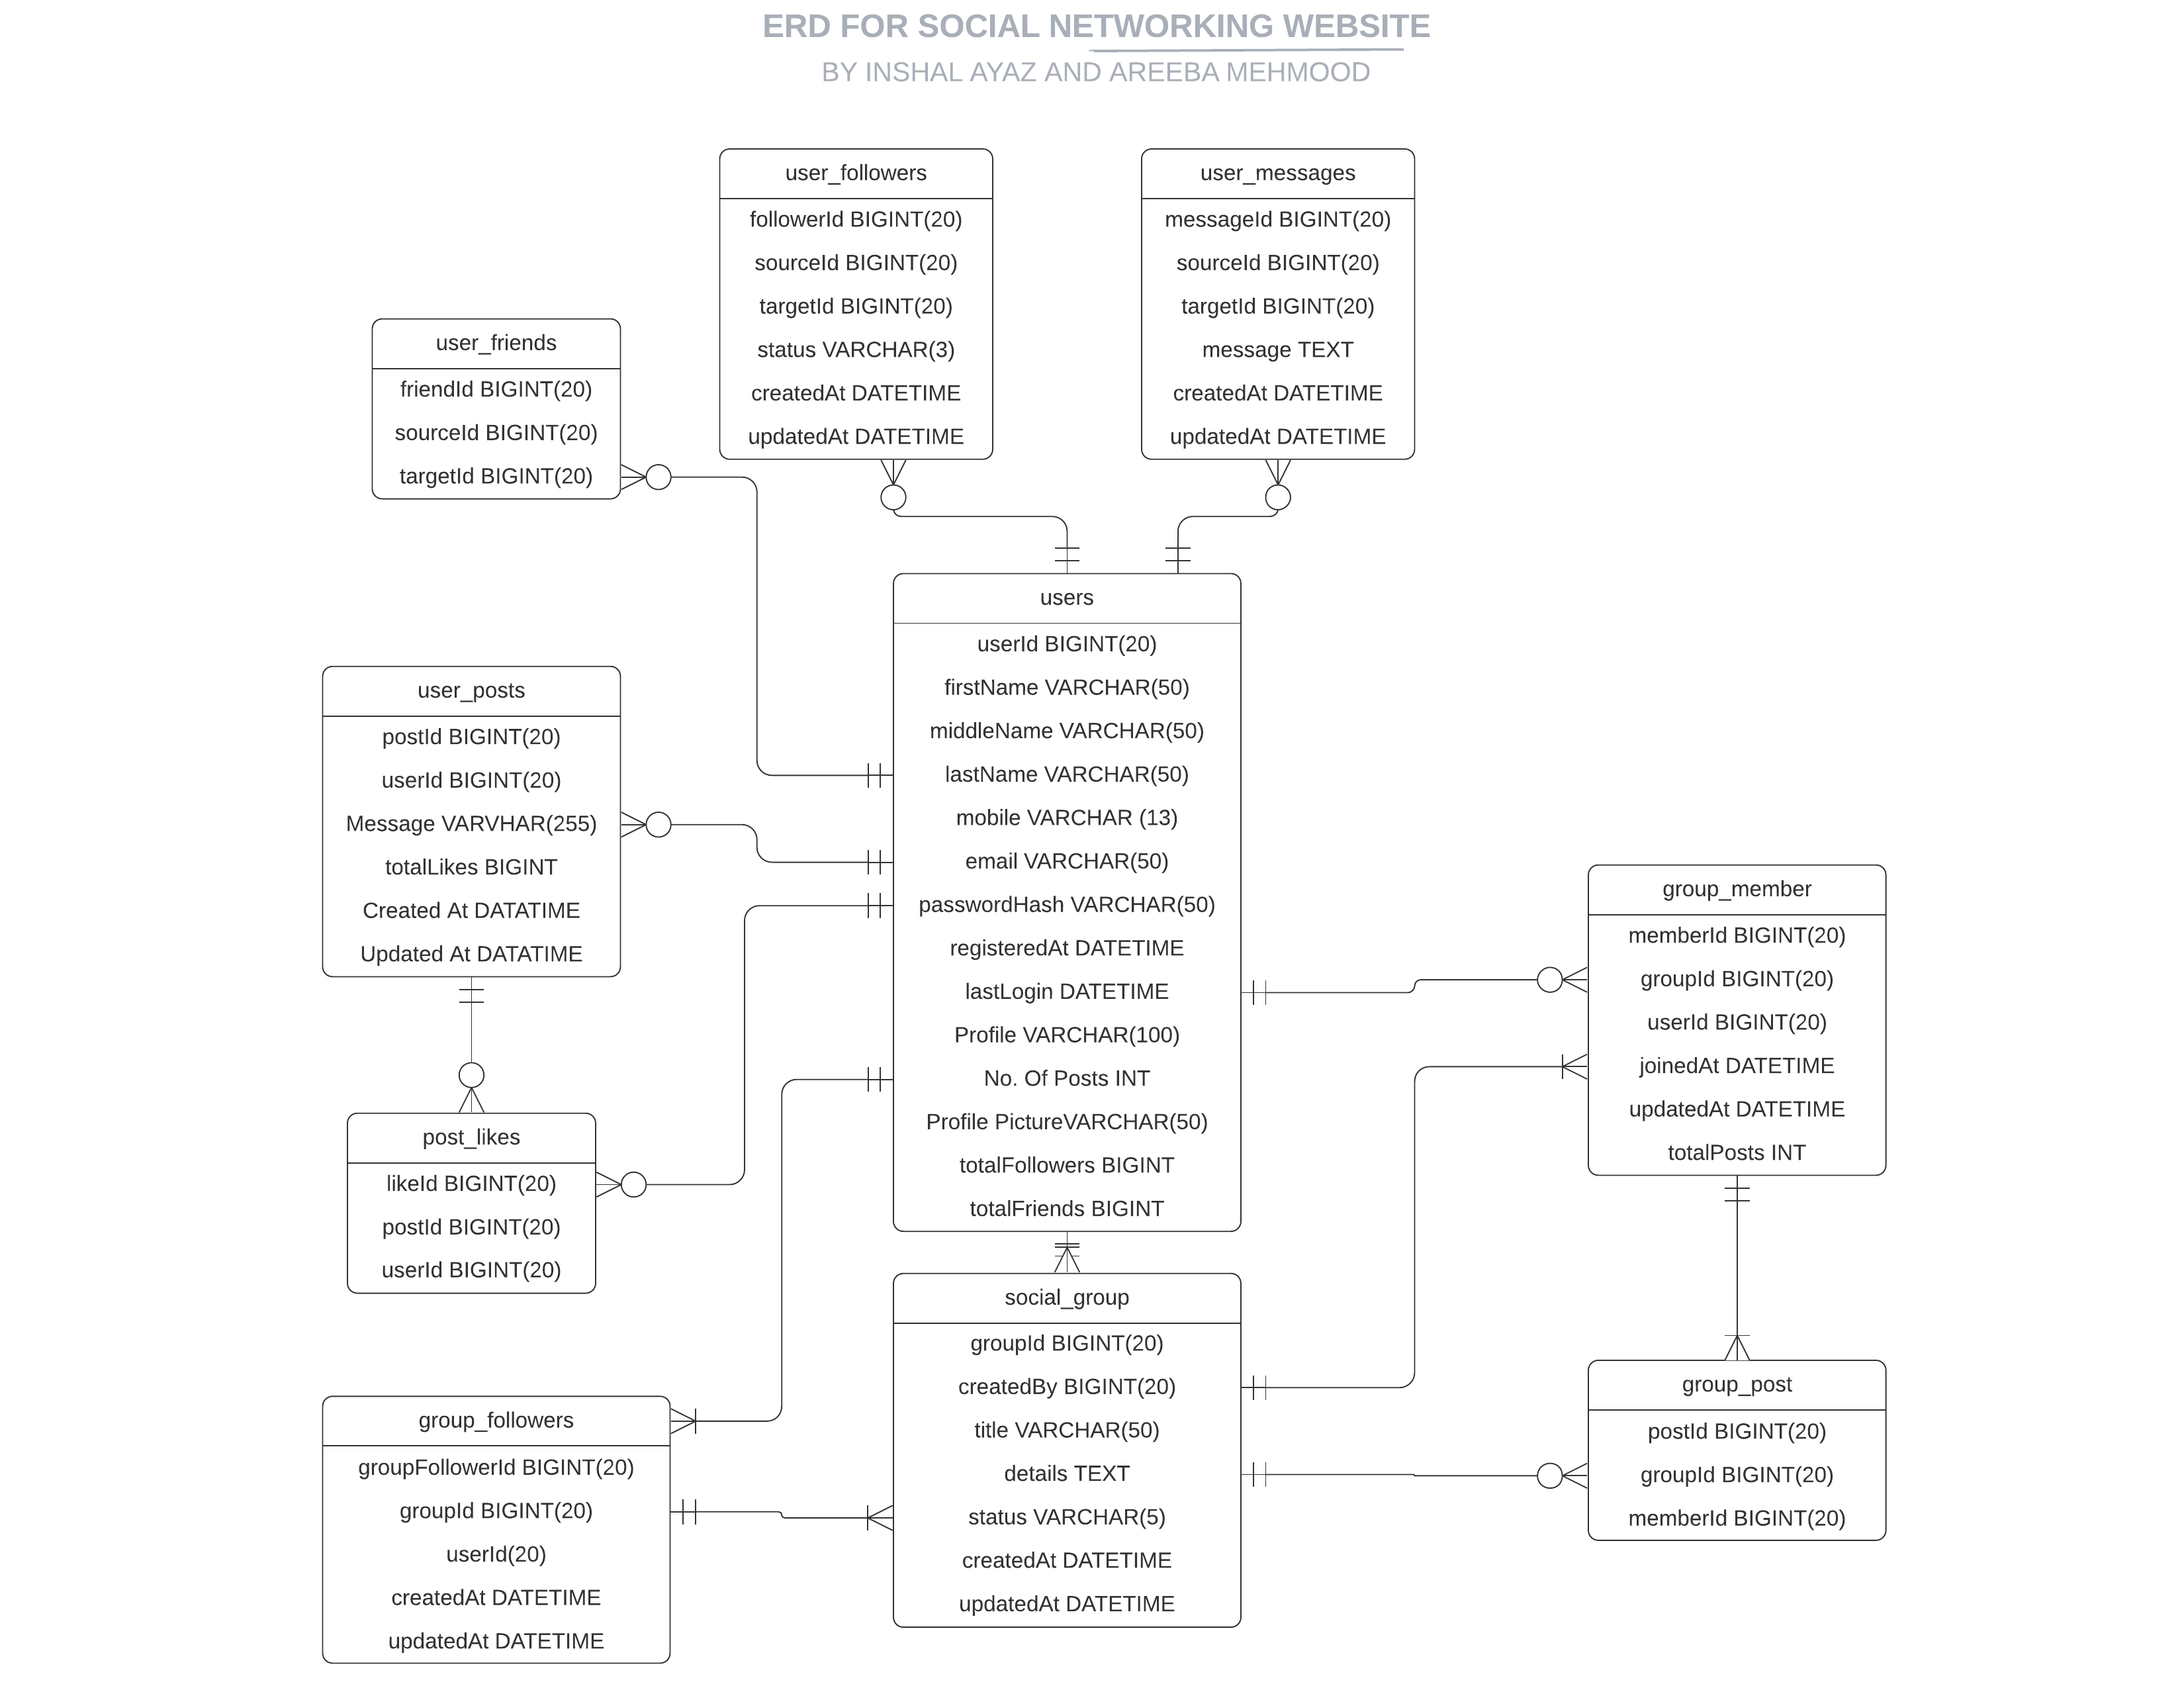 ERD FOR SOCIAL NETWORKING WEBSITE
BY INSHAL AYAZ AND AREEBA MEHMOOD
user_followers
followerId BIGINT(20)
sourceId BIGINT(20)
targetId BIGINT(20)
status VARCHAR(3)
createdAt DATETIME
updatedAt DATETIME
user_messages
messageId BIGINT(20)
sourceId BIGINT(20)
targetId BIGINT(20)
message TEXT
createdAt DATETIME
updatedAt DATETIME
user_friends
friendId BIGINT(20)
sourceId BIGINT(20)
targetId BIGINT(20)
users
userId BIGINT(20)
firstName VARCHAR(50)
middleName VARCHAR(50)
lastName VARCHAR(50)
mobile VARCHAR (13)
email VARCHAR(50)
passwordHash VARCHAR(50)
registeredAt DATETIME
lastLogin DATETIME
Profile VARCHAR(100)
No. Of Posts INT
Profile PictureVARCHAR(50)
totalFollowers BIGINT
totalFriends BIGINT
user_posts
postId BIGINT(20)
userId BIGINT(20)
Message VARVHAR(255)
totalLikes BIGINT
Created At DATATIME
Updated At DATATIME
group_member
memberId BIGINT(20)
groupId BIGINT(20)
userId BIGINT(20)
joinedAt DATETIME
updatedAt DATETIME
totalPosts INT
post_likes
likeId BIGINT(20)
postId BIGINT(20)
userId BIGINT(20)
social_group
groupId BIGINT(20)
createdBy BIGINT(20)
title VARCHAR(50)
details TEXT
status VARCHAR(5)
createdAt DATETIME
updatedAt DATETIME
group_post
postId BIGINT(20)
groupId BIGINT(20)
memberId BIGINT(20)
group_followers
groupFollowerId BIGINT(20)
groupId BIGINT(20)
userId(20)
createdAt DATETIME
updatedAt DATETIME